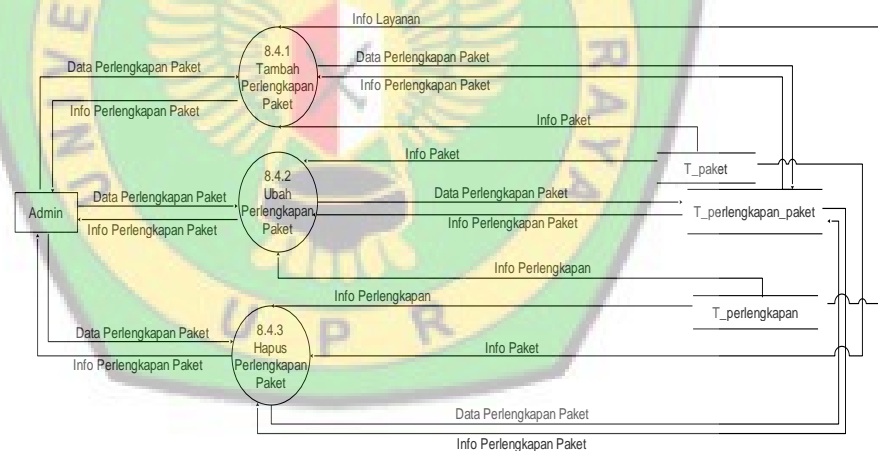 Info Layanan
8.4.1
Tambah
Perlengkapan
Paket
Data Perlengkapan Paket
Data Perlengkapan Paket
Info Perlengkapan Paket
Info Perlengkapan Paket
Info Paket
Info Paket
T_paket
8.4.2
Ubah
Perlengkapan
Paket
Admin
Data Perlengkapan Paket
Info Perlengkapan Paket
Data Perlengkapan Paket
Info Perlengkapan Paket
T_perlengkapan_paket
Info Perlengkapan
Info Perlengkapan
T_perlengkapan
8.4.3
Hapus
Perlengkapan
Paket
Data Perlengkapan Paket
Info Perlengkapan Paket
Info Paket
Data Perlengkapan Paket
Info Perlengkapan Paket
UNIVE
RAYA
UPR